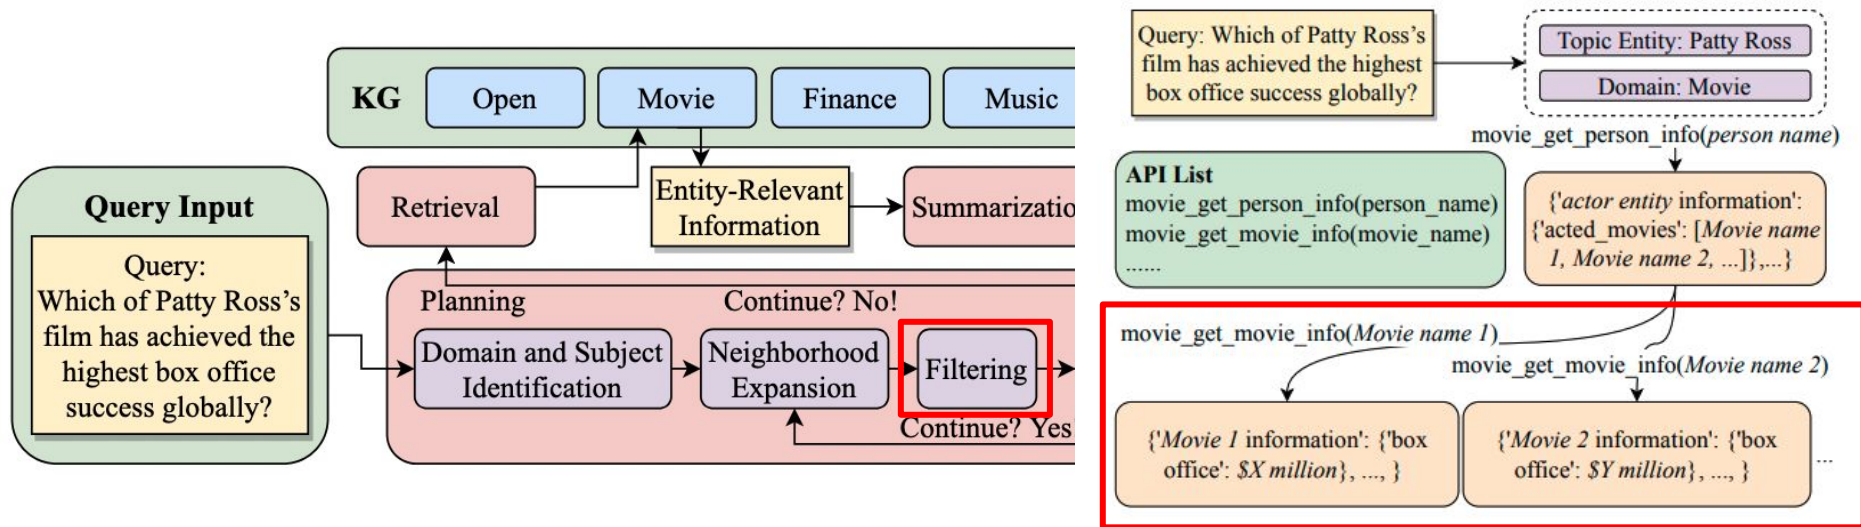 KG
Open
Movie
Finance
Music
Query Input
Query:
Which of Patty Ross's
film has achieved the
highest box office
success globally?
Retrieval
Entity-Relevant
Information
Summarizatio
Planning
Continue? No!
Domain and Subject
Identification
Neighborhood
Expansion
Filtering
Continue? Yes
Query: Which of Patty Ross's
film has achieved the highest
box office success globally?
Topic Entity: Patty Ross
Domain: Movie
movie_get_person_info(person name)
API List
movie_get_person_info(person_name)
movie_get_movie_info(movie_name)
......
{'actor entity information':
{'acted_movies': [Movie name
1, Movie name 2, ...]},...}
movie_get_movie_info(Movie name 1)
movie_get_movie_info(Movie name 2)
{'Movie 1 information': {'box
office': $X million}, ..., }
{'Movie 2 information': {'box
office': $Y million}, ..., }
...